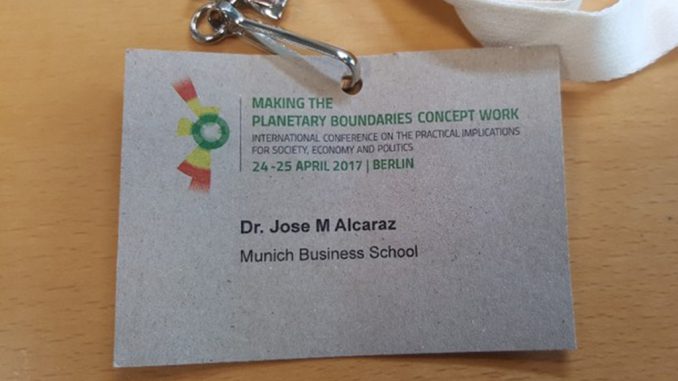 MAKING THE
PLANETARY BOUNDARIES CONCEPT WORK
INTERNATIONAL CONFERENCE ON THE PRACTICAL IMPLICATIONS
FOR SOCIETY, ECONOMY AND POLITICS
24-25 APRIL 2017 | BERLIN
Dr. Jose M Alcaraz
Munich Business School